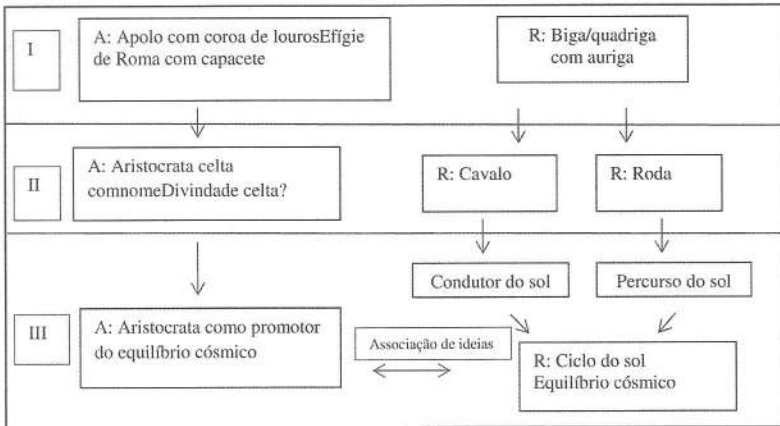 I
A: Apolo com coroa de lourosEfígie
de Roma com capacete
R: Biga/quadriga
com auriga
II
A: Aristocrata celta
comnomeDivindade celta?
R: Cavalo
R: Roda
Condutor do sol
Percurso do sol
III
A: Aristocrata como promotor
do equilíbrio cósmico
Associação de ideias
R: Ciclo do sol
Equilíbrio cósmico